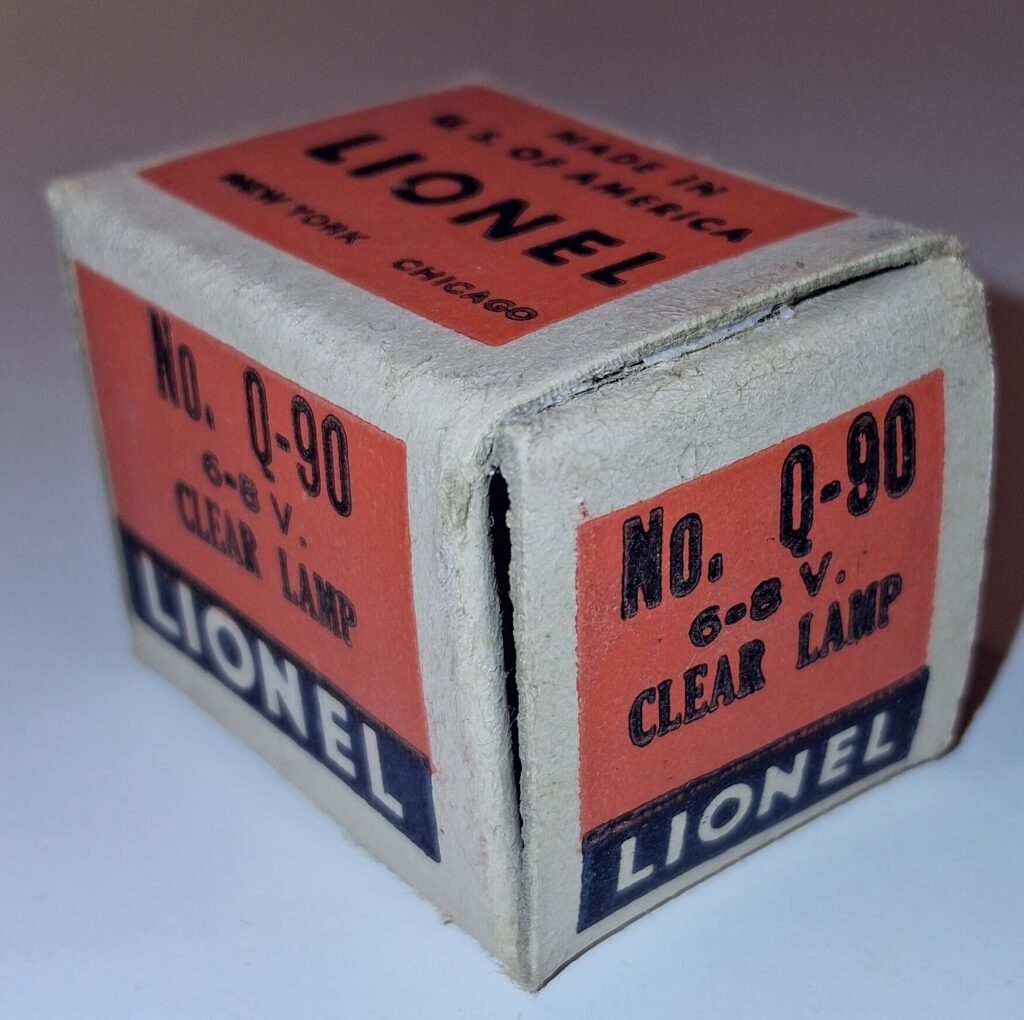 MADE IN
U. S. OF AMERICA
LIONEL
NEW YORK CHICAGO
No. Q-90
6-8 V.
CLEAR LAMP
LIONEL
No. Q-90
6-8 V.
CLEAR LAMP
LIONEL